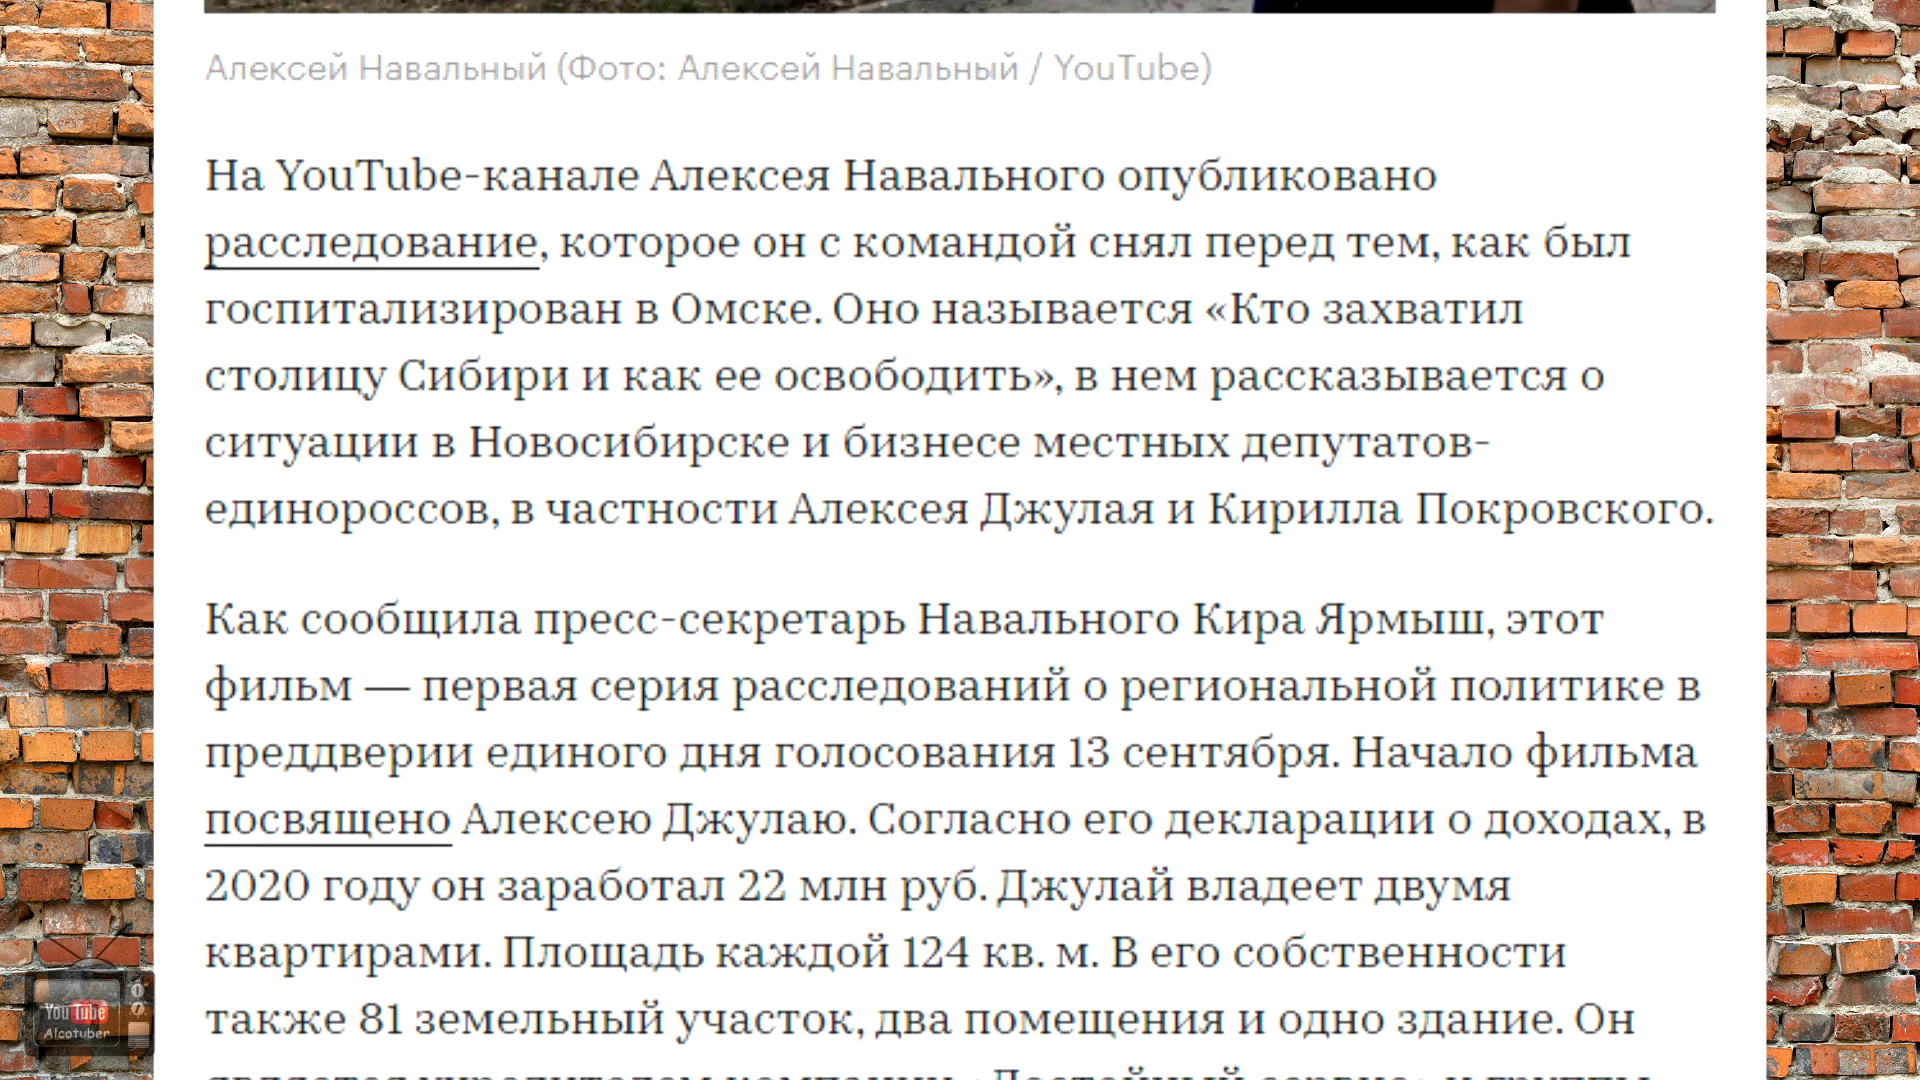 Алексей Навальный (Фото: Алексей Навальный / YouTube)
На YouTube-канале Алексея Навального опубликовано
расследование, которое он с командой снял перед тем, как был
госпитализирован в Омске. Оно называется «Кто захватил
столицу Сибири и как ее освободить», в нем рассказывается о
ситуации в Новосибирске и бизнесе местных депутатов-
единороссов, в частности Алексея Джулая и Кирилла Покровского.
Как сообщила пресс-секретарь Навального Кира Ярмыш, этот
фильм — первая серия расследований о региональной политике в
преддверии единого дня голосования 13 сентября. Начало фильма
посвящено Алексею Джулаю. Согласно его декларации о доходах, в
2020 году он заработал 22 млн руб. Джулай владеет двумя
квартирами. Площадь каждой 124 кв. м. В его собственности
также 81 земельный участок, два помещения и одно здание. Он
You Tube
Alcotuber